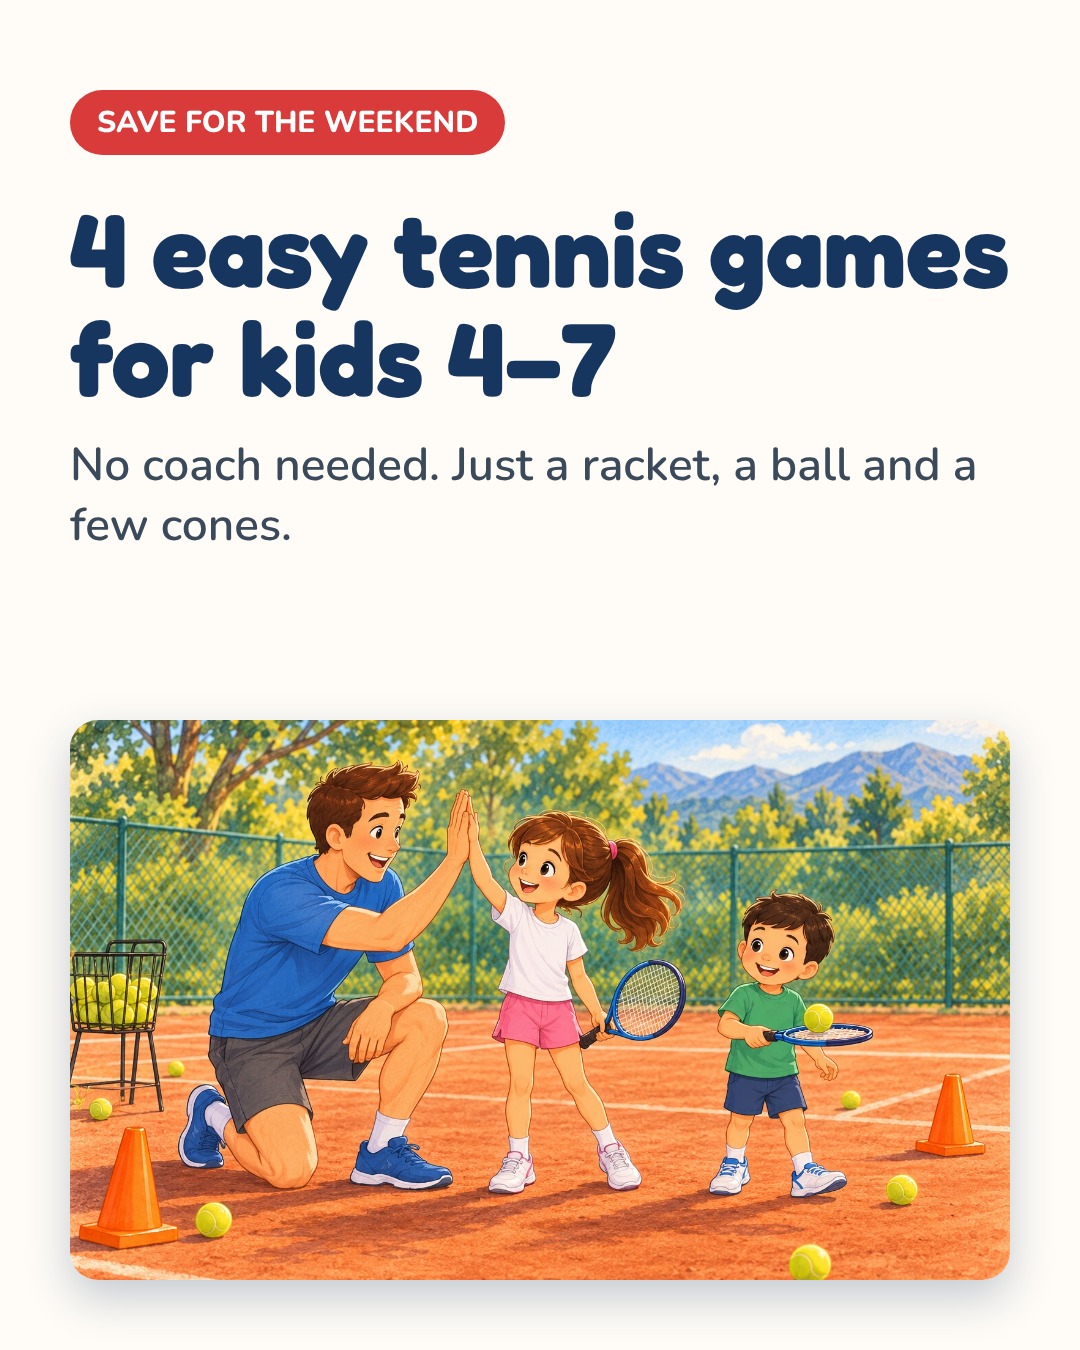 SAVE FOR THE WEEKEND
4 easy tennis games
for kids 4–7
No coach needed. Just a racket, a ball and a
few cones.